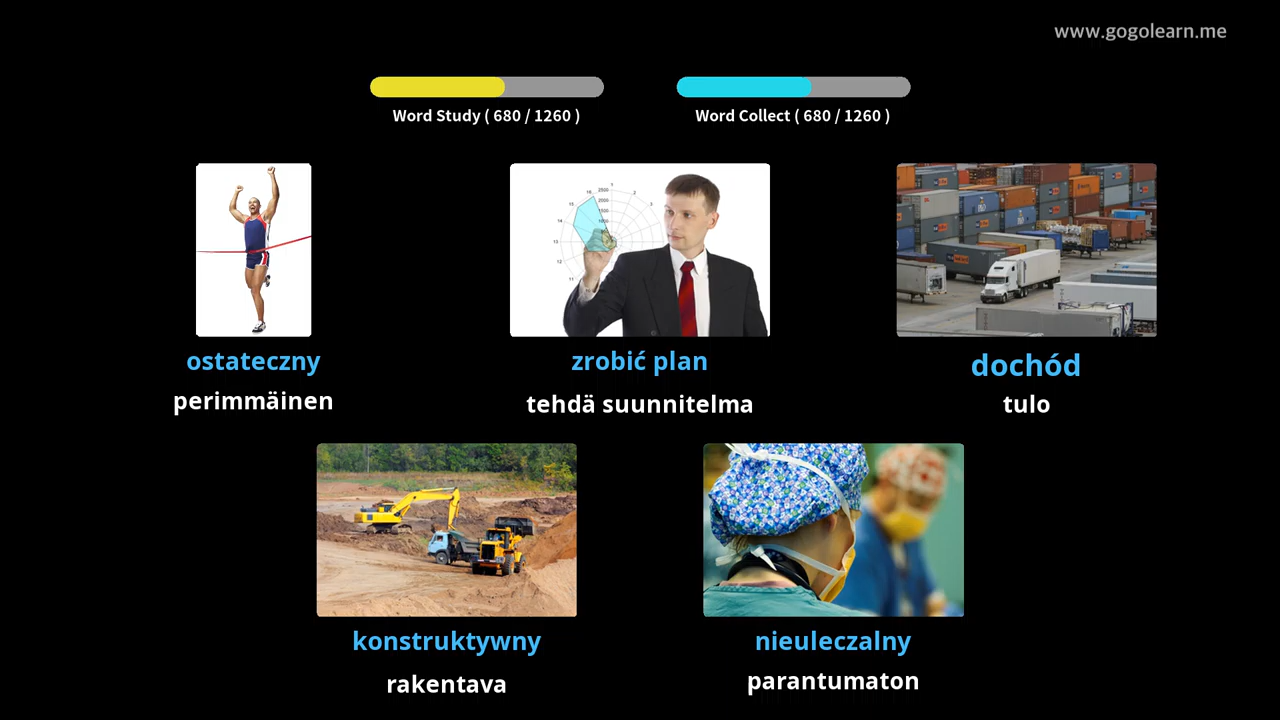 www.gogolearn.me
Word Study ( 680 / 1260 )
Word Collect ( 680 / 1260 )
ostateczny
perimmäinen
zrobić plan
tehdä suunnitelma
dochód
tulo
konstruktywny
rakentava
nieuleczalny
parantumaton